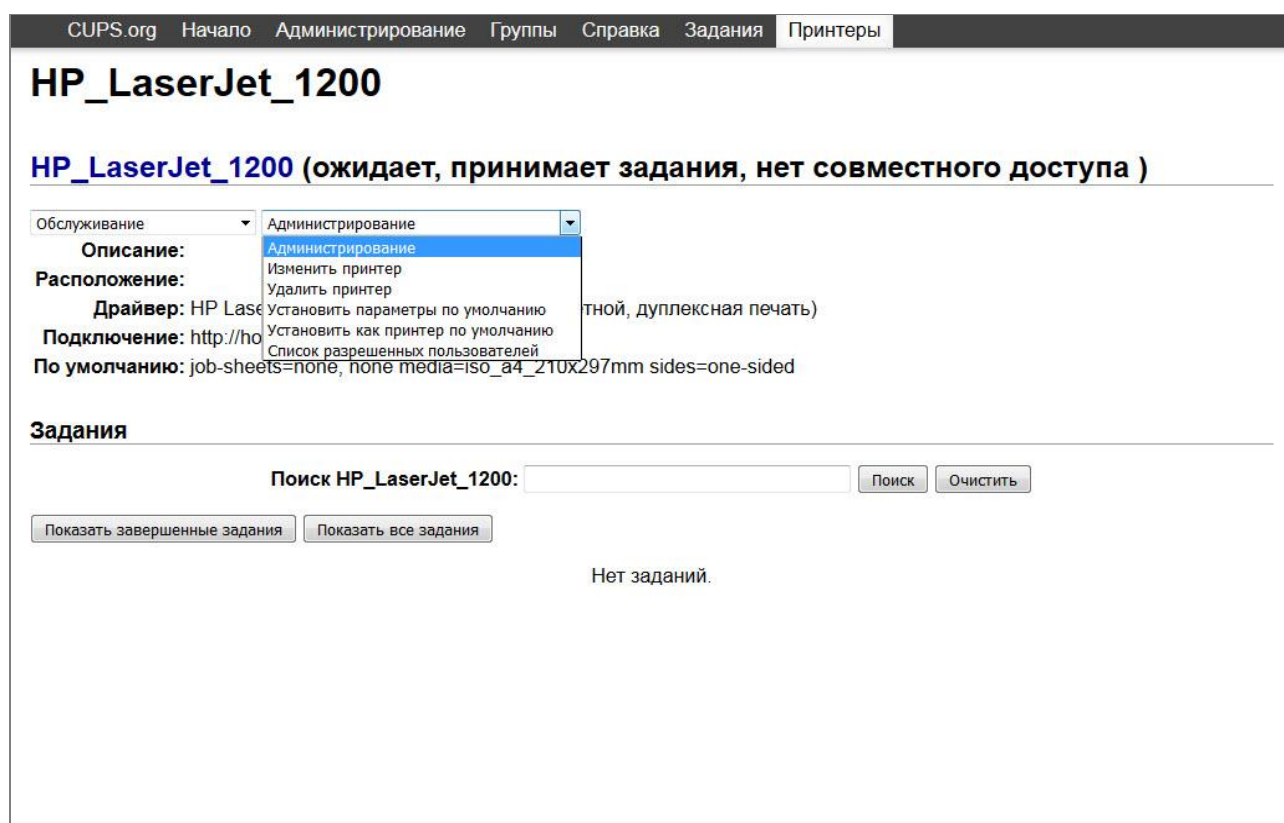 CUPS.org Начало Администрирование Группы Справка Задания Принтеры
HP_LaserJet_1200
HP_LaserJet_1200 (ожидает, принимает задания, нет совместного доступа )
Обслуживание Администрирование
Описание: Администрирование
Изменить принтер
Расположение:
Удалить принтер
Драйвер: HP Lase Установить параметры по умолчанию тной, дуплексная печать)
Подключение: http://ho Установить как принтер по умолчанию
Список разрешенных пользователей
По умолчанию: job-sheets=none, none media=iso_a4_210x297mm sides=one-sided
Задания
Поиск HP_LaserJet_1200: Поиск Очистить
Показать завершенные задания Показать все задания
Нет заданий.